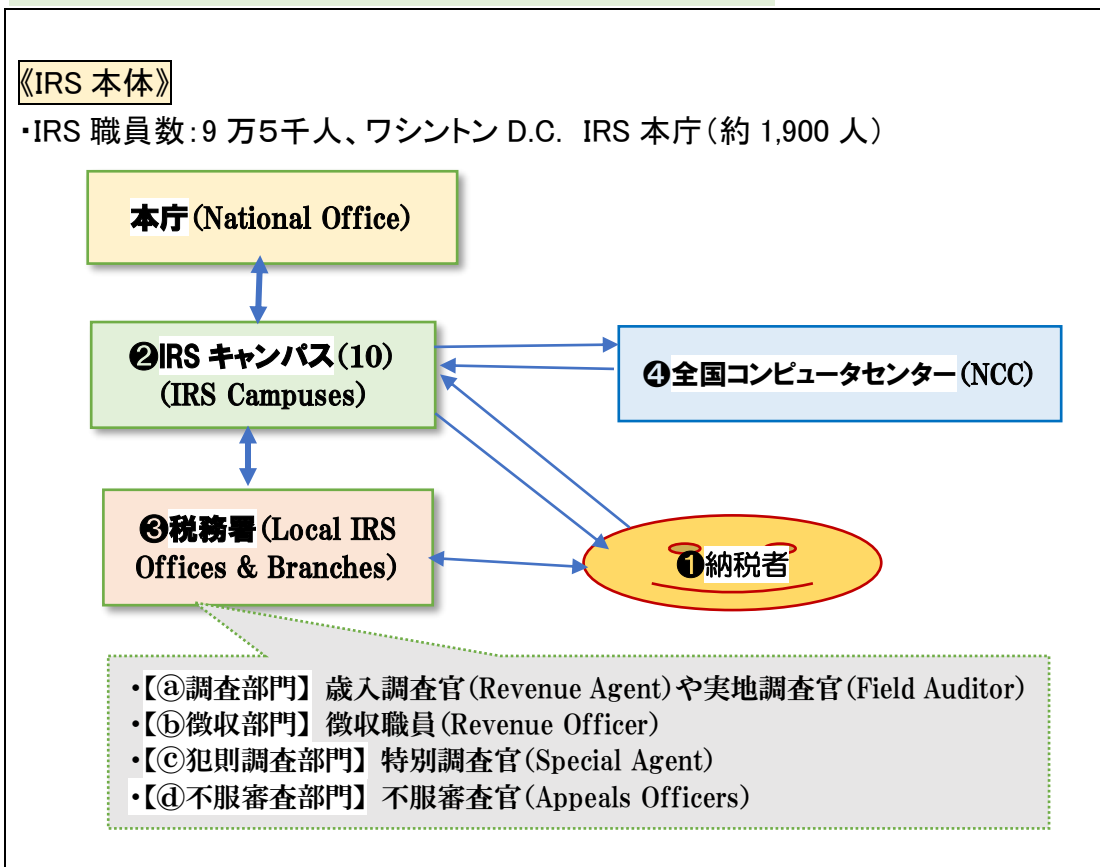 《IRS 本体》
・IRS 職員数：9 万５千人、ワシントン D.C. IRS 本庁（約 1,900 人）
本庁（National Office）
❷IRS キャンパス（10）
（IRS Campuses）
❹全国コンピュータセンター（NCC）
❸税務署（Local IRS
Offices & Branches）
❶納税者
・【ⓐ調査部門】 歳入調査官（Revenue Agent）や実地調査官（Field Auditor）
・【ⓑ徴収部門】 徴収職員（Revenue Officer）
・【ⓒ犯則調査部門】 特別調査官（Special Agent）
・【ⓓ不服審査部門】 不服審査官（Appeals Officers）